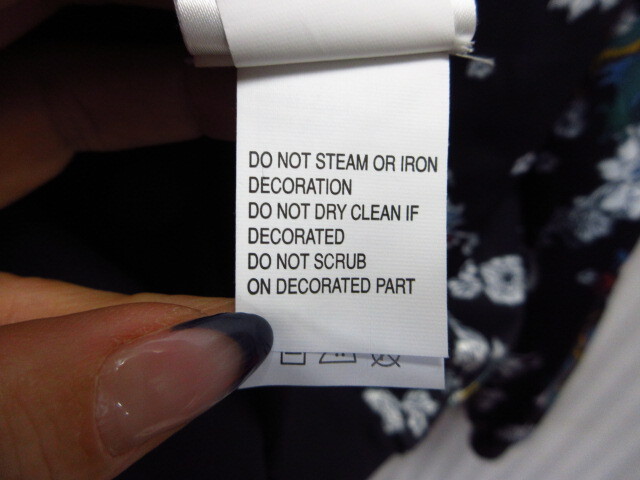 DO NOT STEAM OR IRON
DECORATION
DO NOT DRY CLEAN IF
DECORATED
DO NOT SCRUB
ON DECORATED PART